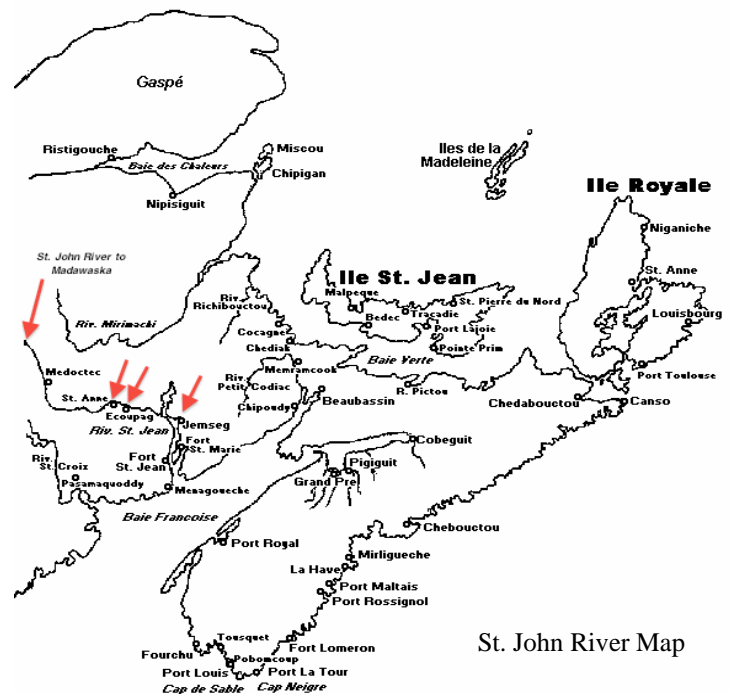 Gaspé
Ristigouche
Baie des Chaleurs
Miscou
Chipigan
Nipisiguit
Iles de la
Madeleine
Ile Royale
Niganiche
St. Anne
Louisbourg
Port Toulouse
St. John River to
Madawaska
Riv. Mirimachi
Riv.
Richibouctou
Ile St. Jean
Malpeque
Bedec
Tracadie
St. Pierre du Nord
Port Lajoie
Pointe Prim
Cocagne
Chediak
Baie Verte
Memramcook
Riv.
Petit Codiac
Chipoudy
Beaubassin
R. Pictou
Chedabouctou
Canso
Medoctec
St. Anne
Ecoupag
Riv. St. Jean
Jemseg
Fort
St. Marie
Fort
St. Jean
Riv.
St. Croix
Pasamaquoddy
Menagoueche
Cobeguit
Pigiguit
Grand Pre
Baie Francoise
Port Royal
Chebouctou
Mirligueche
La Have
Port Maltais
Port Rossignol
Fort Lomeron
Tousquet
Fourchu
Pobomcoup
Port Louis
Port La Tour
Cap de Sable
Cap Neigre
St. John River Map